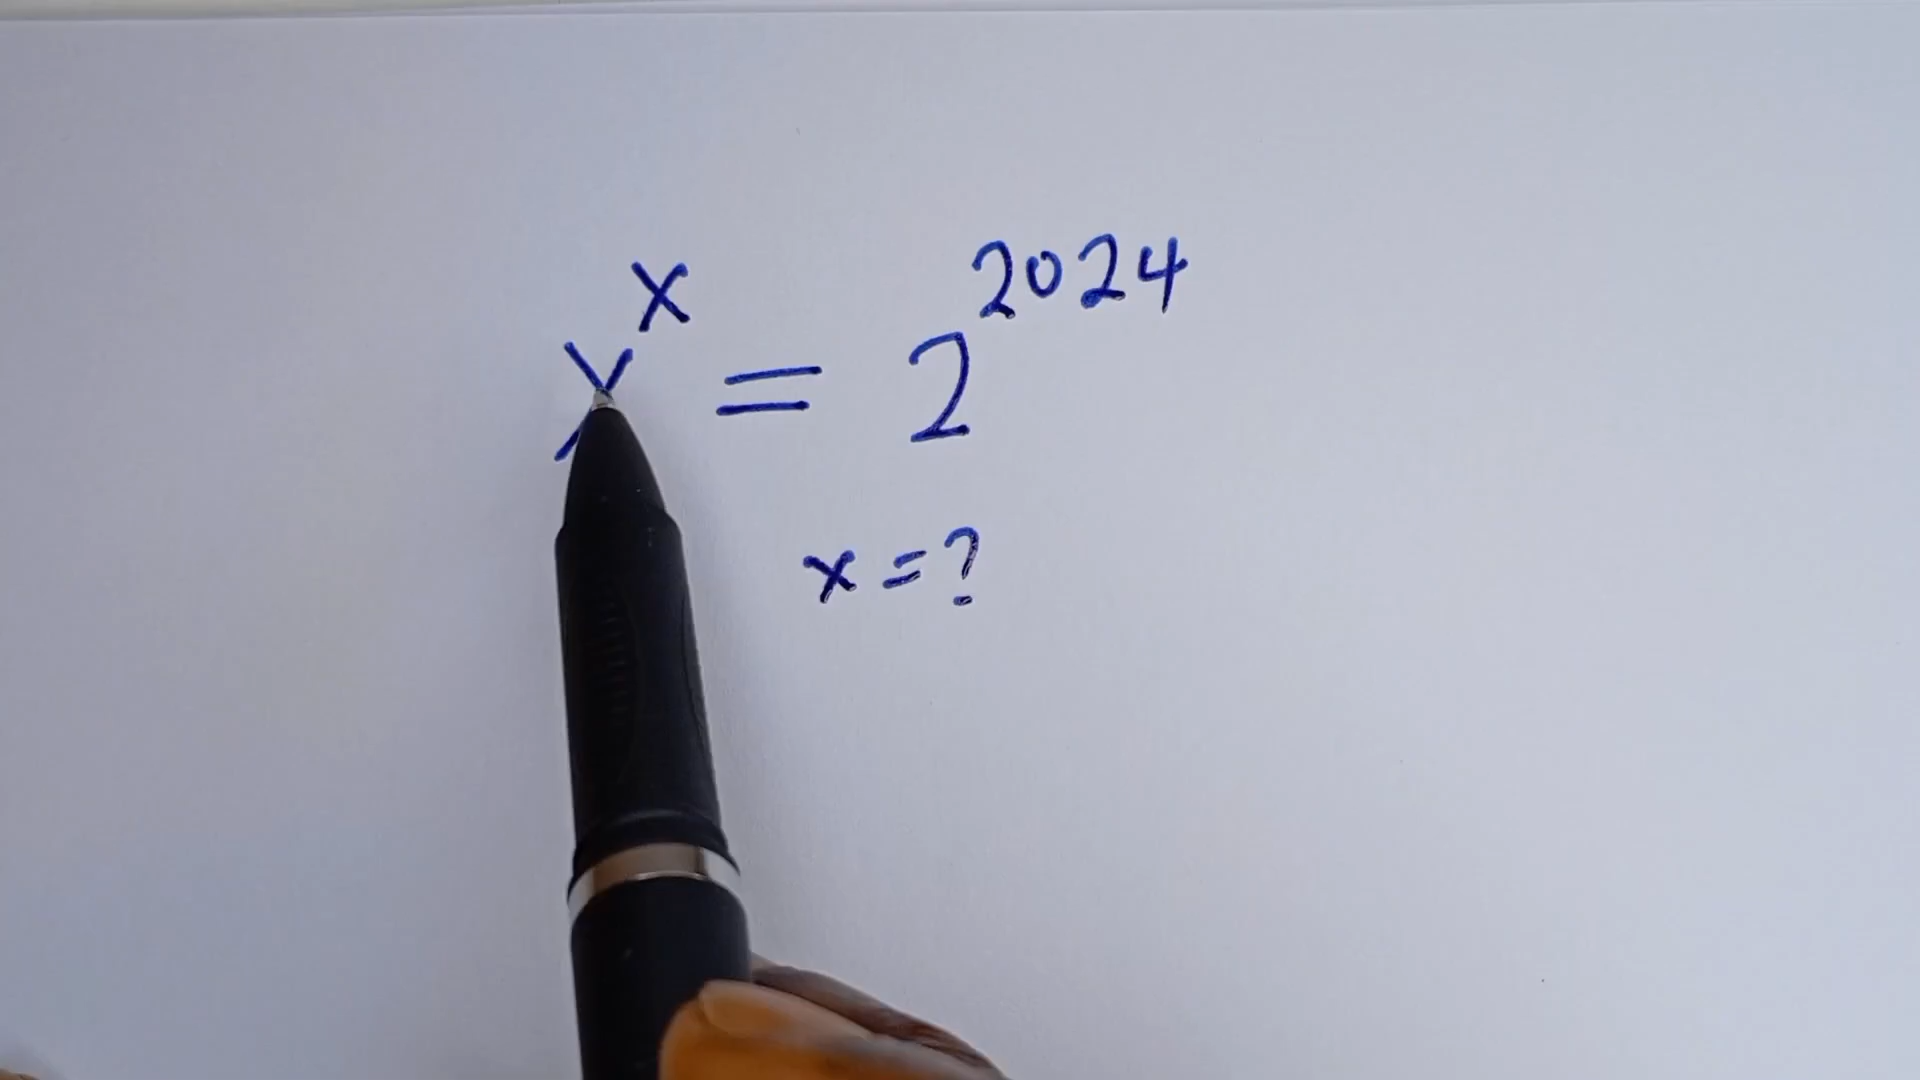 x^x = 2^2024
x = ?